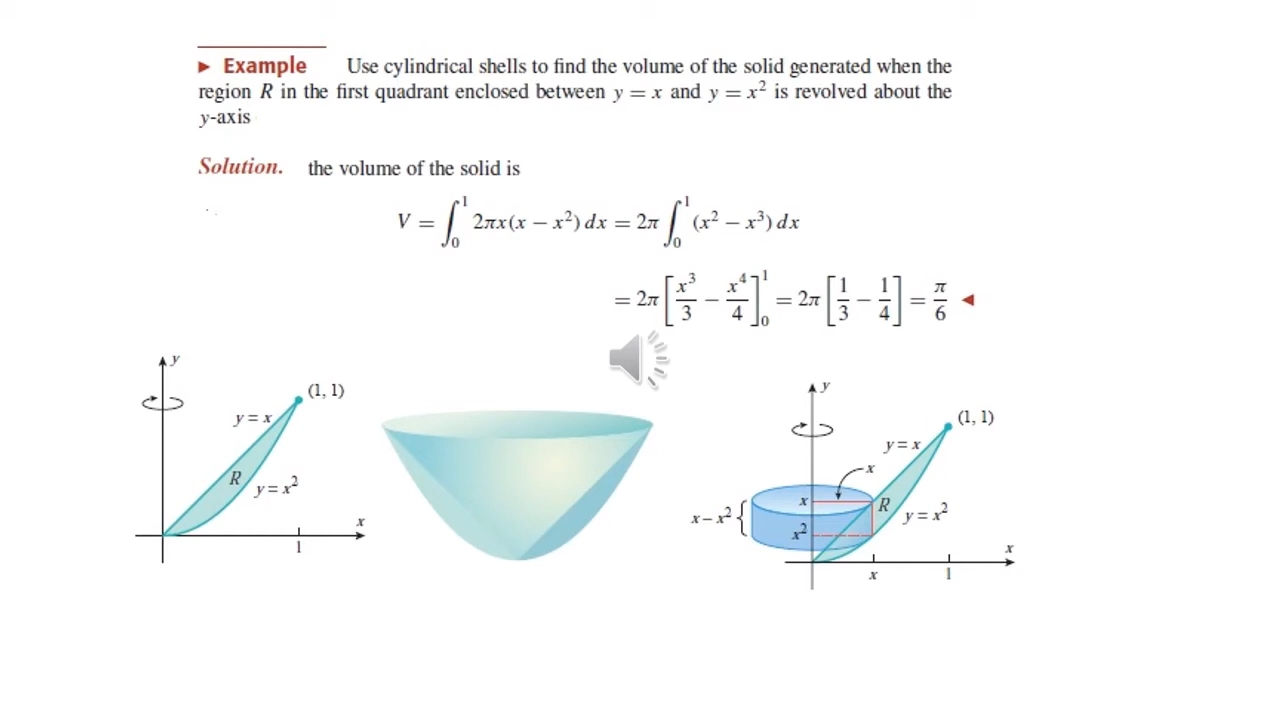 ► Example Use cylindrical shells to find the volume of the solid generated when the
region R in the first quadrant enclosed between y = x and y = x² is revolved about the
y-axis
Solution. the volume of the solid is
V = ∫₀¹ 2πx(x − x²) dx = 2π ∫₀¹ (x² − x³) dx
= 2π [x³/3 − x⁴/4]₀¹ = 2π [1/3 − 1/4] = π/6 ◄
y
(1, 1)
y = x
R
y = x²
x
1
y
(1, 1)
y = x
x
x
R
x − x²
y = x²
x²
x
x
1